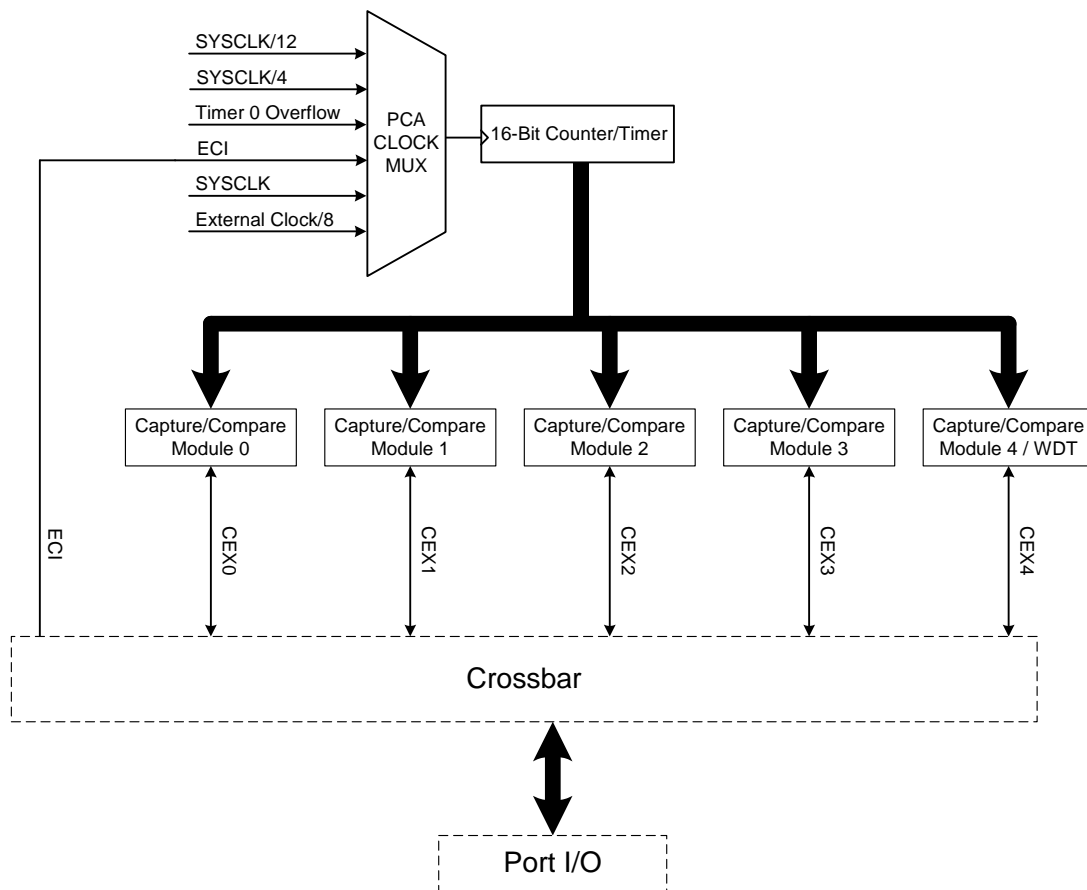 SYSCLK/12
SYSCLK/4
Timer 0 Overflow
ECI
SYSCLK
External Clock/8
PCA
CLOCK
MUX
16-Bit Counter/Timer
Capture/Compare
Module 0
Capture/Compare
Module 1
Capture/Compare
Module 2
Capture/Compare
Module 3
Capture/Compare
Module 4 / WDT
ECI
CEX0
CEX1
CEX2
CEX3
CEX4
Crossbar
Port I/O